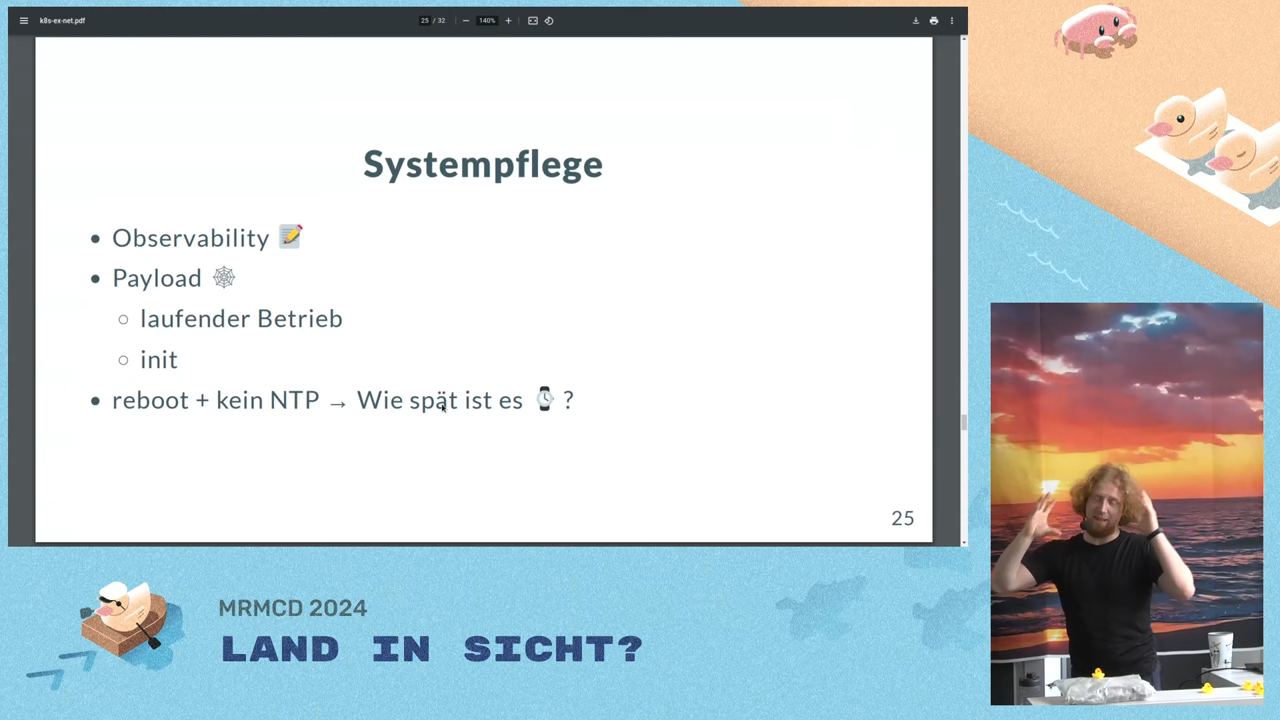 k8s-ex-net.pdf
25 / 32
140%
Systempflege
Observability
Payload
laufender Betrieb
init
reboot + kein NTP → Wie spät ist es ⌚ ?
25
MRMCD 2024
LAND IN SICHT?